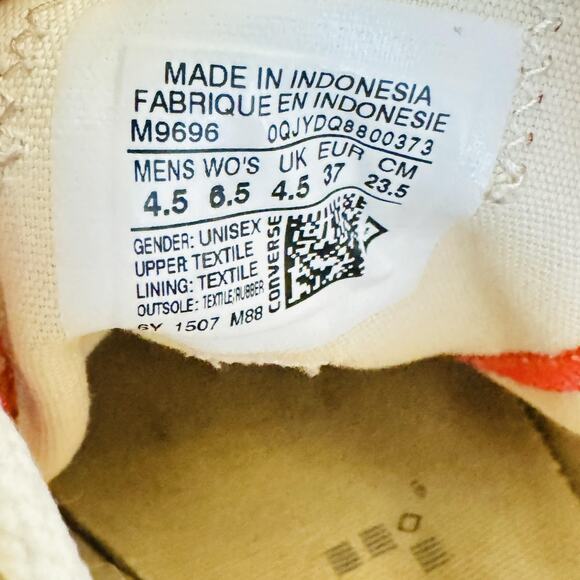 MADE IN INDONESIA
FABRIQUE EN INDONESIE
M9696 0QJYDQ8800373
MENS WO'S UK EUR CM
4.5 6.5 4.5 37 23.5
GENDER: UNISEX
UPPER TEXTILE
LINING: TEXTILE
OUTSOLE: TEXTILE/RUBBER
SY 1507 M88
CONVERSE